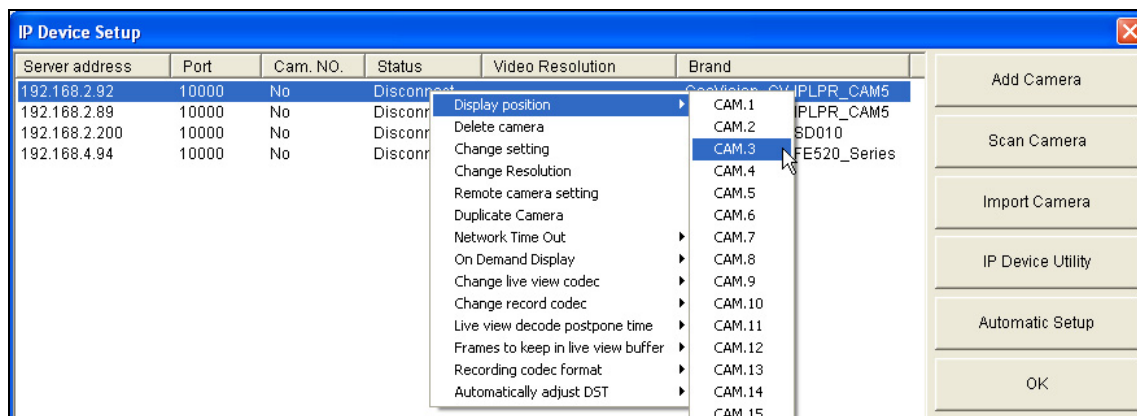 IP Device Setup
Server address Port Cam. NO. Status Video Resolution Brand
192.168.2.92 10000 No Disconnect GeoVision_GV-IPLPR_CAM5
192.168.2.89 10000 No Disconr IPLPR_CAM5
192.168.2.200 10000 No Disconr SD010
192.168.4.94 10000 No Disconr FE520_Series
Display position
Delete camera
Change setting
Change Resolution
Remote camera setting
Duplicate Camera
Network Time Out
On Demand Display
Change live view codec
Change record codec
Live view decode postpone time
Frames to keep in live view buffer
Recording codec format
Automatically adjust DST
CAM.1
CAM.2
CAM.3
CAM.4
CAM.5
CAM.6
CAM.7
CAM.8
CAM.9
CAM.10
CAM.11
CAM.12
CAM.13
CAM.14
CAM.15
Add Camera
Scan Camera
Import Camera
IP Device Utility
Automatic Setup
OK